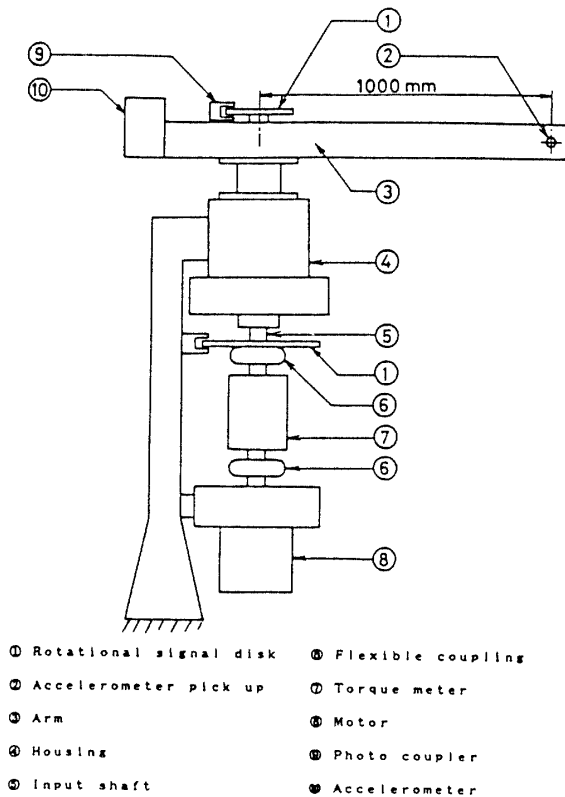 ⑨
①
②
⑩
1000 mm
③
④
⑤
①
⑥
⑦
⑥
⑧
① Rotational signal disk
② Accelerometer pick up
③ Arm
④ Housing
⑤ Input shaft
⑥ Flexible coupling
⑦ Torque meter
⑧ Motor
⑨ Photo coupler
⑩ Accelerometer